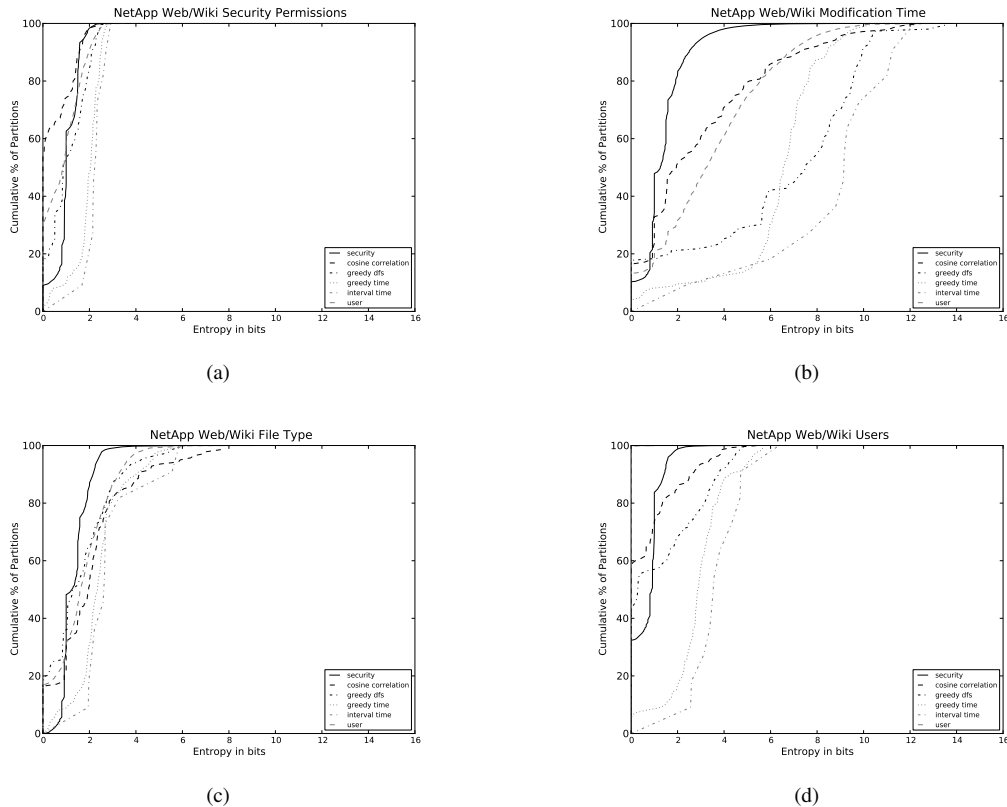 NetApp Web/Wiki Security Permissions
100
80
60
40
20
0
Cumulative % of Partitions
security
cosine correlation
greedy dfs
greedy time
interval time
user
0 2 4 6 8 10 12 14 16
Entropy in bits
(a)
NetApp Web/Wiki Modification Time
100
80
60
40
20
0
Cumulative % of Partitions
security
cosine correlation
greedy dfs
greedy time
interval time
user
0 2 4 6 8 10 12 14 16
Entropy in bits
(b)
NetApp Web/Wiki File Type
100
80
60
40
20
0
Cumulative % of Partitions
security
cosine correlation
greedy dfs
greedy time
interval time
user
0 2 4 6 8 10 12 14 16
Entropy in bits
(c)
NetApp Web/Wiki Users
100
80
60
40
20
0
Cumulative % of Partitions
security
cosine correlation
greedy dfs
greedy time
interval time
user
0 2 4 6 8 10 12 14 16
Entropy in bits
(d)